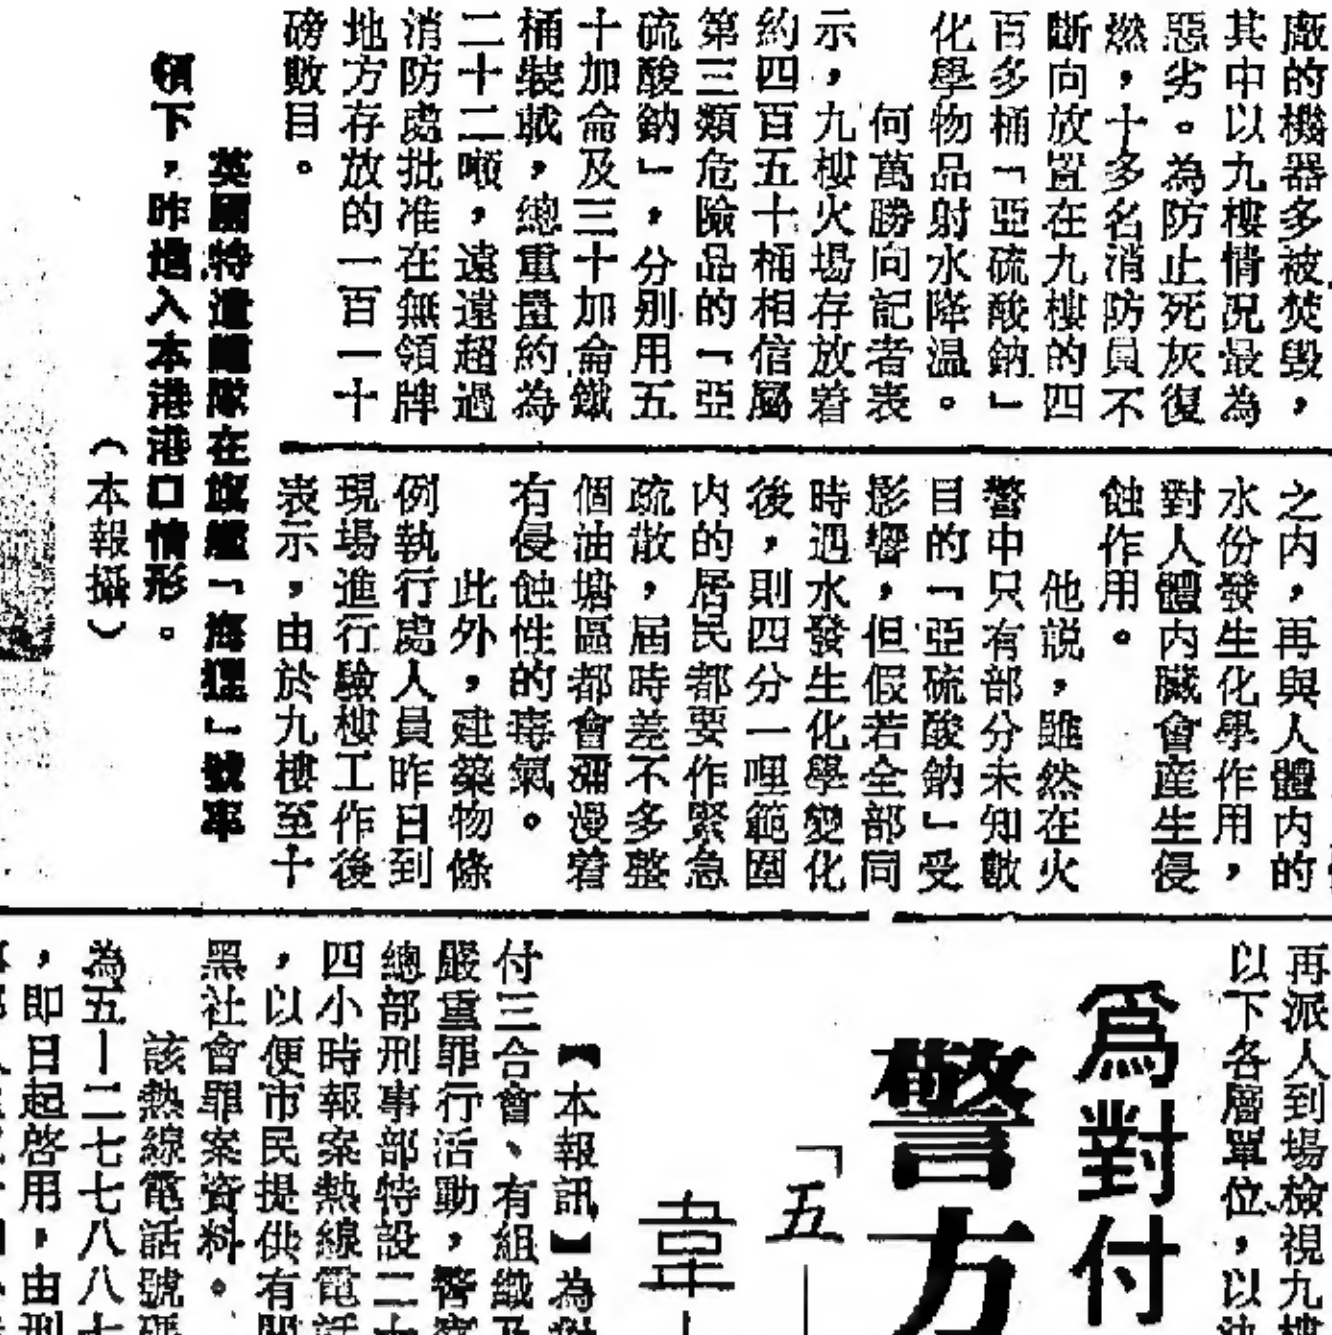 廠的機器多被焚毀，
其中以九樓情況最為
惡劣。為防止死灰復
燃，十多名消防員不
斷向放置在九樓的四
百多桶「亞硫酸鈉」
化學物品射水降温。
何萬勝向記者表
示，九樓火場存放着
約四百五十桶相信屬
第三類危險品的「亞
硫酸鈉」，分別用五
十加侖及三十加侖鐵
桶裝載，總重量約為
二十二噸，遠遠超過
消防處批准在無領牌
地方存放的一百一十
磅數目。
英國特遣艦隊在旗艦「海狸」號率
領下，昨進入本港港口情形。
（本報攝）
之内，再與人體内的
水份發生化學作用，
對人體内臟會産生侵
蝕作用。
他説，雖然在火
警中只有部分未知數
目的「亞硫酸鈉」受
影響，但假若全部同
時遇水發生化學變化
後，則四分一哩範圍
内的居民都要作緊急
疏散，屆時差不多整
個油塘區都會瀰漫着
有侵蝕性的毒氣。
此外，建築物條
例執行處人員昨日到
現場進行驗樓工作後
表示，由於九樓至十
再派人到場檢視九樓
以下各層單位，以
為對付
警方
「五
【本報訊】為
付三合會、有組織及
嚴重罪行活動，警察
總部刑事部特設二十
四小時報案熱線電話
，以便市民提供有關
黑社會罪案資料。
該熱線電話號碼
為五―二七七八八七
，即日起啓用，由刑